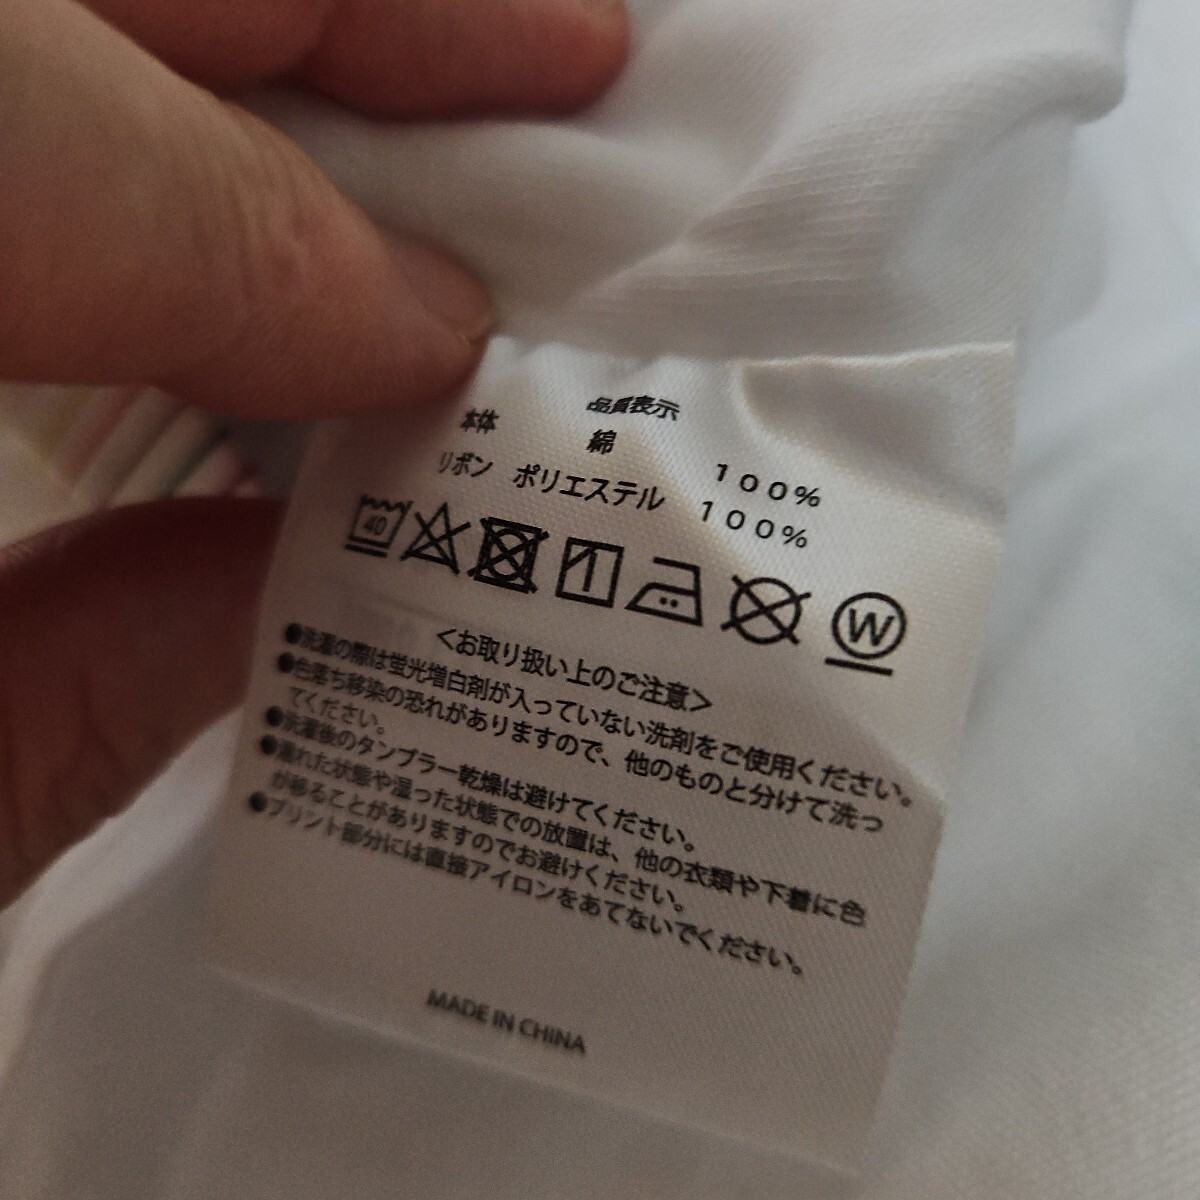 品質表示
本体 綿 100%
リボン ポリエステル 100%
40
W
<お取り扱い上のご注意>
●洗濯の際は蛍光増白剤が入っていない洗剤をご使用ください。
●色落ち移染の恐れがありますので、他のものと分けて洗っ
てください。
●洗濯後のタンブラー乾燥は避けてください。
●濡れた状態や湿った状態での放置は、他の衣類や下着に色
が移ることがありますのでお避けください。
●プリント部分には直接アイロンをあてないでください。
MADE IN CHINA